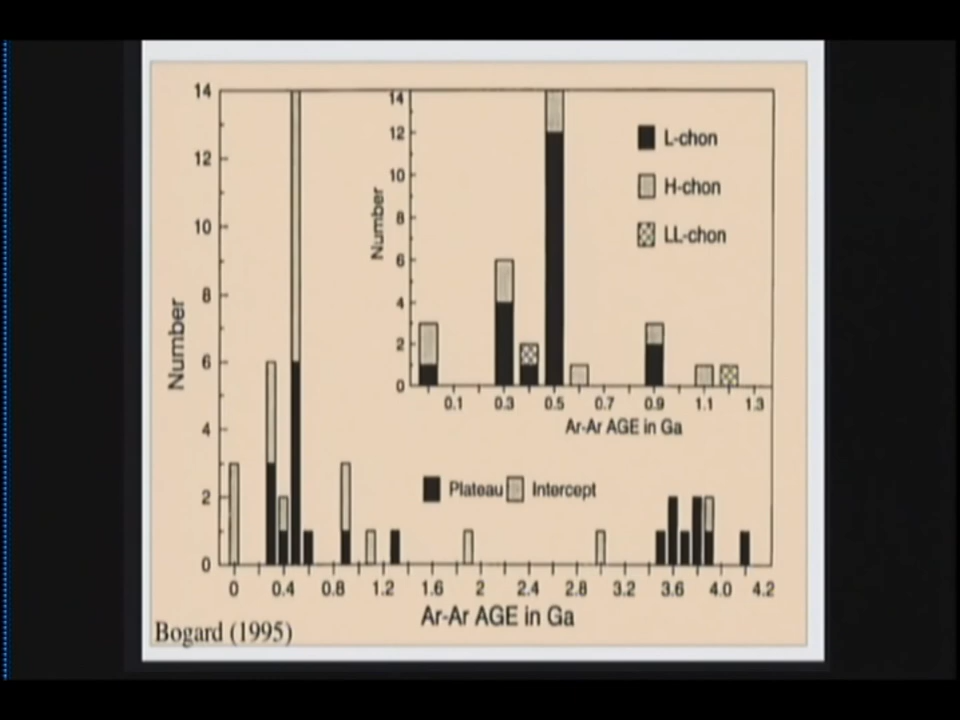 14
12
10
8
6
4
2
0
Number
0 0.4 0.8 1.2 1.6 2 2.4 2.8 3.2 3.6 4.0 4.2
Ar-Ar AGE in Ga
Plateau Intercept
14
12
10
8
6
4
2
0
Number
0.1 0.3 0.5 0.7 0.9 1.1 1.3
Ar-Ar AGE in Ga
L-chon
H-chon
LL-chon
Bogard (1995)